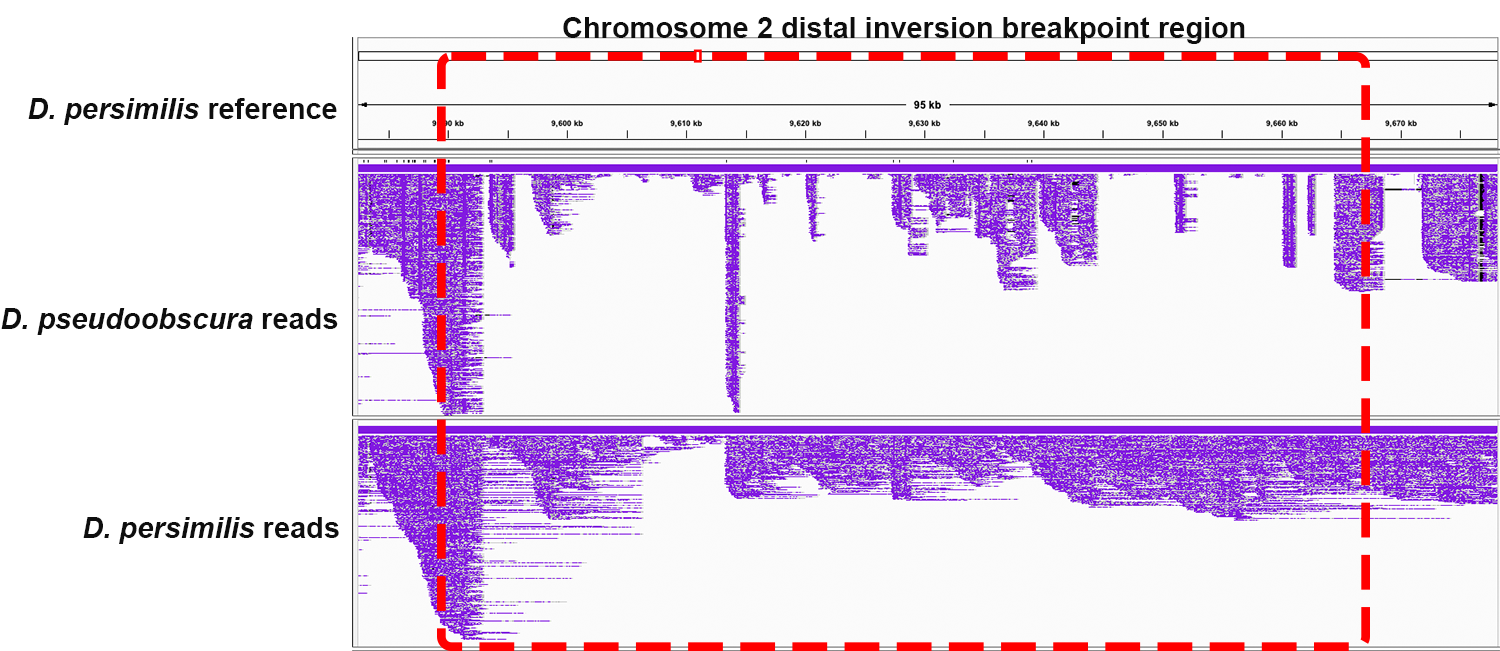 Chromosome 2 distal inversion breakpoint region
D. persimilis reference
95 kb
9,600 kb 9,610 kb 9,620 kb 9,630 kb 9,640 kb 9,650 kb 9,660 kb 9,670 kb
D. pseudoobscura reads
D. persimilis reads